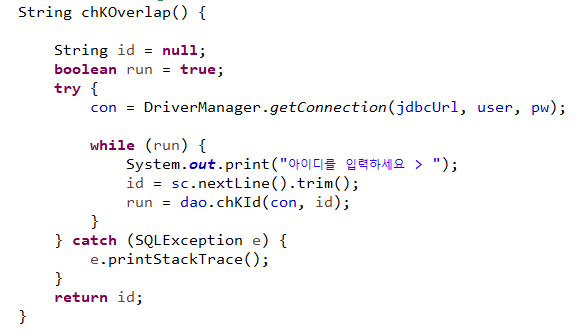 String chKOverlap() {
String id = null;
boolean run = true;
try {
con = DriverManager.getConnection(jdbcUrl, user, pw);
while (run) {
System.out.print("아이디를 입력하세요 > ");
id = sc.nextLine().trim();
run = dao.chKId(con, id);
}
} catch (SQLException e) {
e.printStackTrace();
}
return id;
}